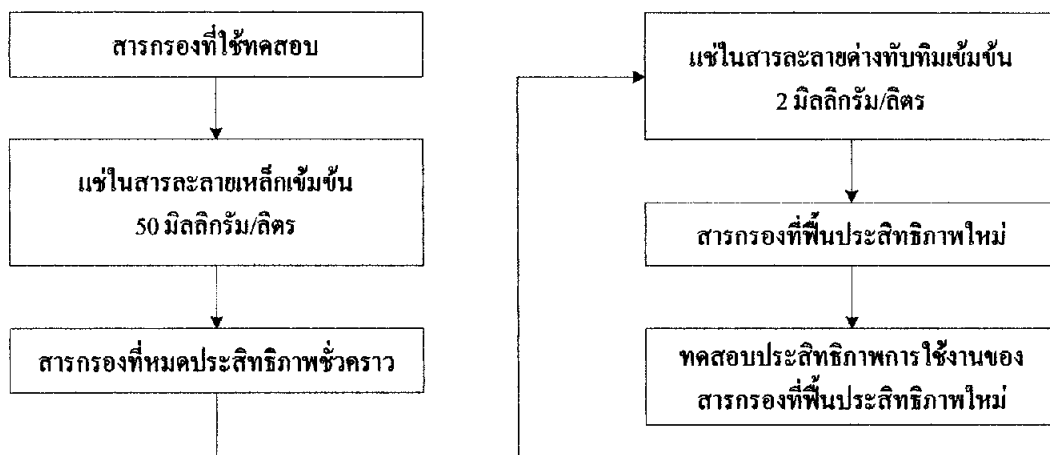 สารกรองที่ใช้ทดสอบ
แช่ในสารละลายเหล็กเข้มข้น
50 มิลลิกรัม/ลิตร
สารกรองที่หมดประสิทธิภาพชั่วคราว
แช่ในสารละลายด่างทับทิมเข้มข้น
2 มิลลิกรัม/ลิตร
สารกรองที่ฟื้นประสิทธิภาพใหม่
ทดสอบประสิทธิภาพการใช้งานของ
สารกรองที่ฟื้นประสิทธิภาพใหม่